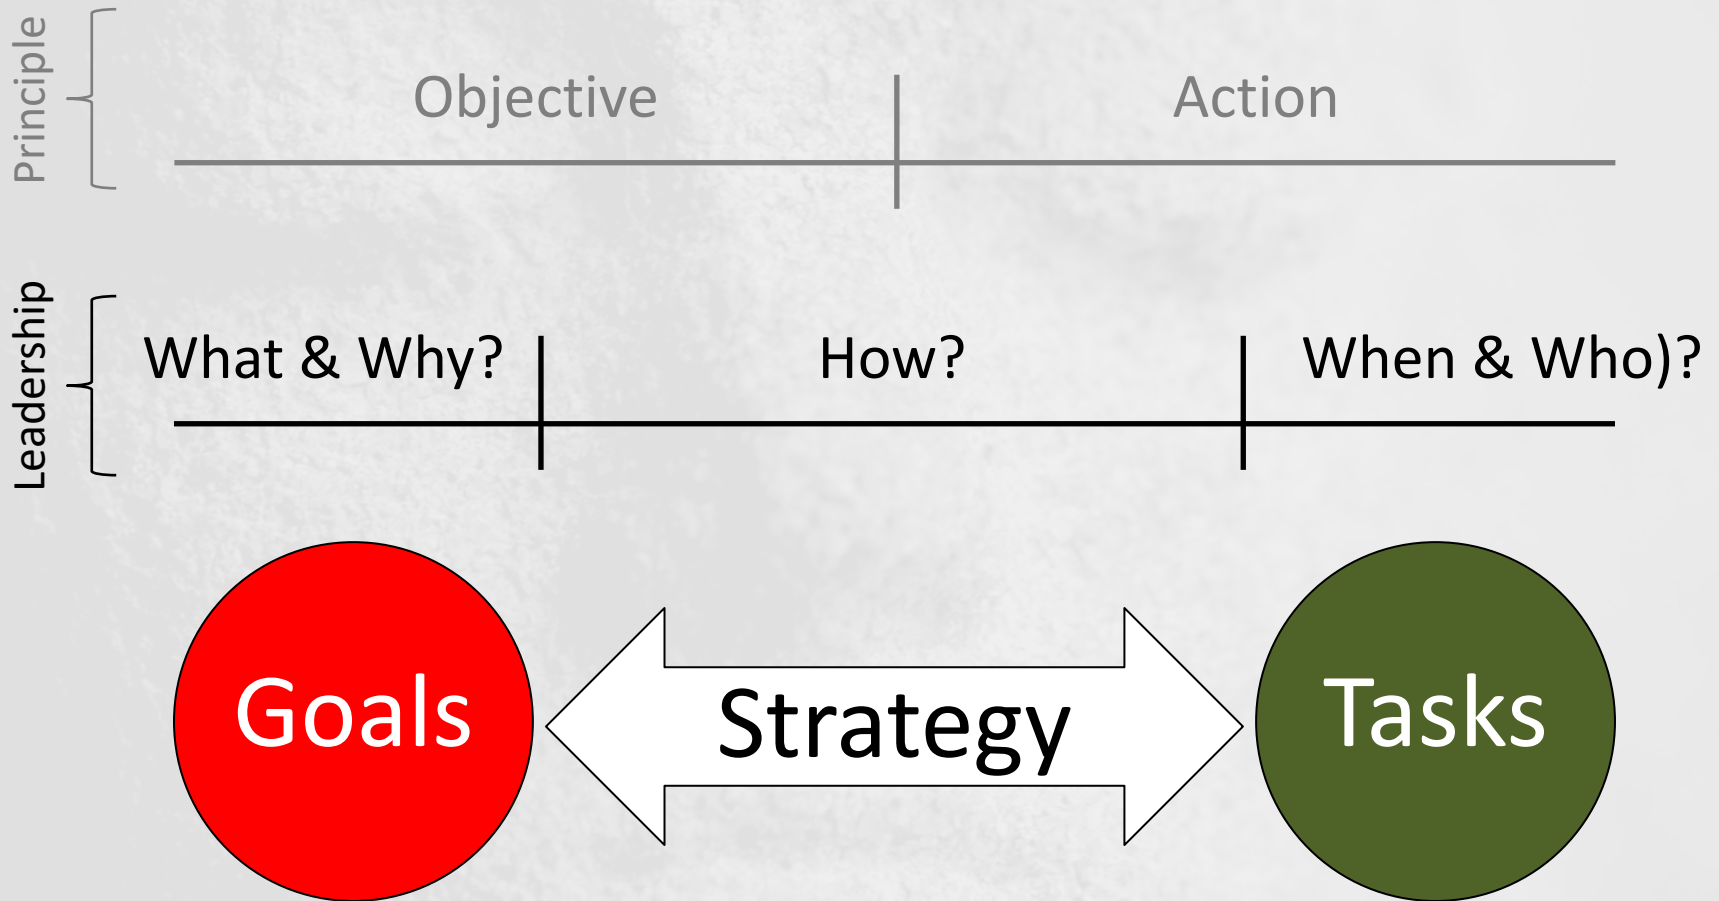 Principle
Objective
Action
Leadership
What & Why?
How?
When & Who)?
Goals
Strategy
Tasks